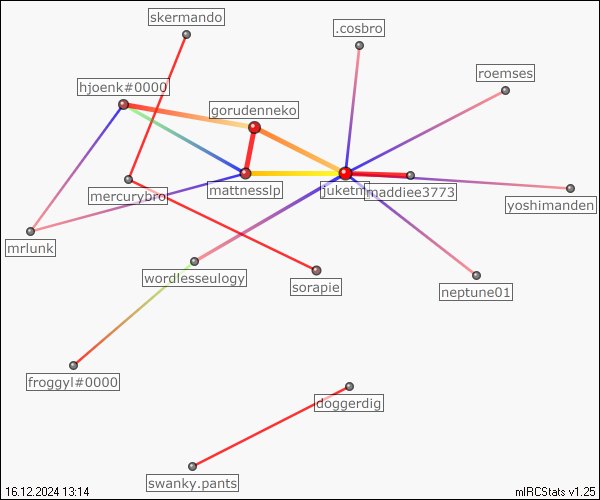 skermando
.cosbro
roemses
hjoenk#0000
gorudenneko
mattnesslp
juketm
maddiee3773
mercurybro
yoshimanden
mrlunk
wordlesseulogy
sorapie
neptune01
froggyl#0000
doggerdig
swanky.pants
16.12.2024 13:14
mIRCStats v1.25